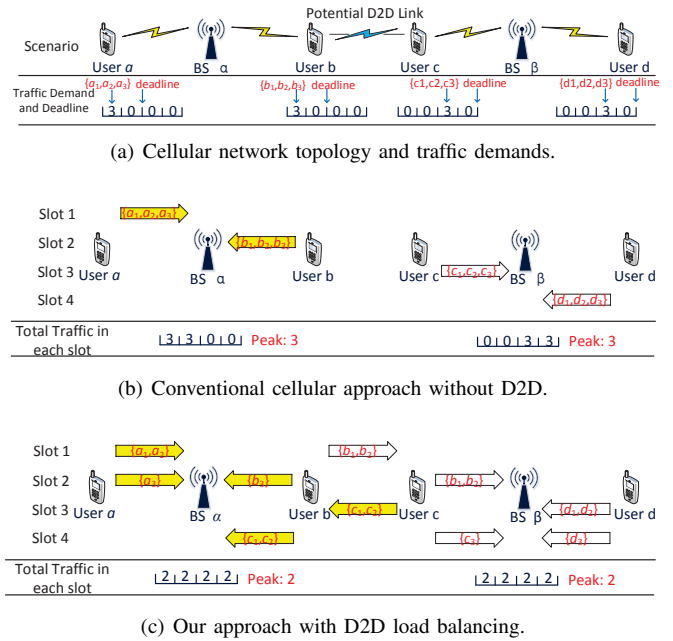 Potential D2D Link
Scenario
User a BS α User b User c BS β User d
{a1,a2,a3} deadline {b1,b2,b3} deadline {c1,c2,c3} deadline {d1,d2,d3} deadline
Traffic Demand and Deadline
3 0 0 0 3 0 0 0 0 0 3 0 0 0 3 0
(a) Cellular network topology and traffic demands.
Slot 1 {a1,a2,a3}
Slot 2 {b1,b2,b3}
User a BS α User b User c BS β User d
Slot 3 {c1,c2,c3}
Slot 4 {d1,d2,d3}
Total Traffic in each slot
3 3 0 0 Peak: 3 0 0 3 3 Peak: 3
(b) Conventional cellular approach without D2D.
Slot 1 {a1,a2} {b1,b2}
Slot 2 {a3} {b3} {b1,b2}
User a BS α User b User c BS β User d
Slot 3 {c1,c2} {d1,d2}
Slot 4 {c1,c2} {c3} {d3}
Total Traffic in each slot
2 2 2 2 Peak: 2 2 2 2 2 Peak: 2
(c) Our approach with D2D load balancing.